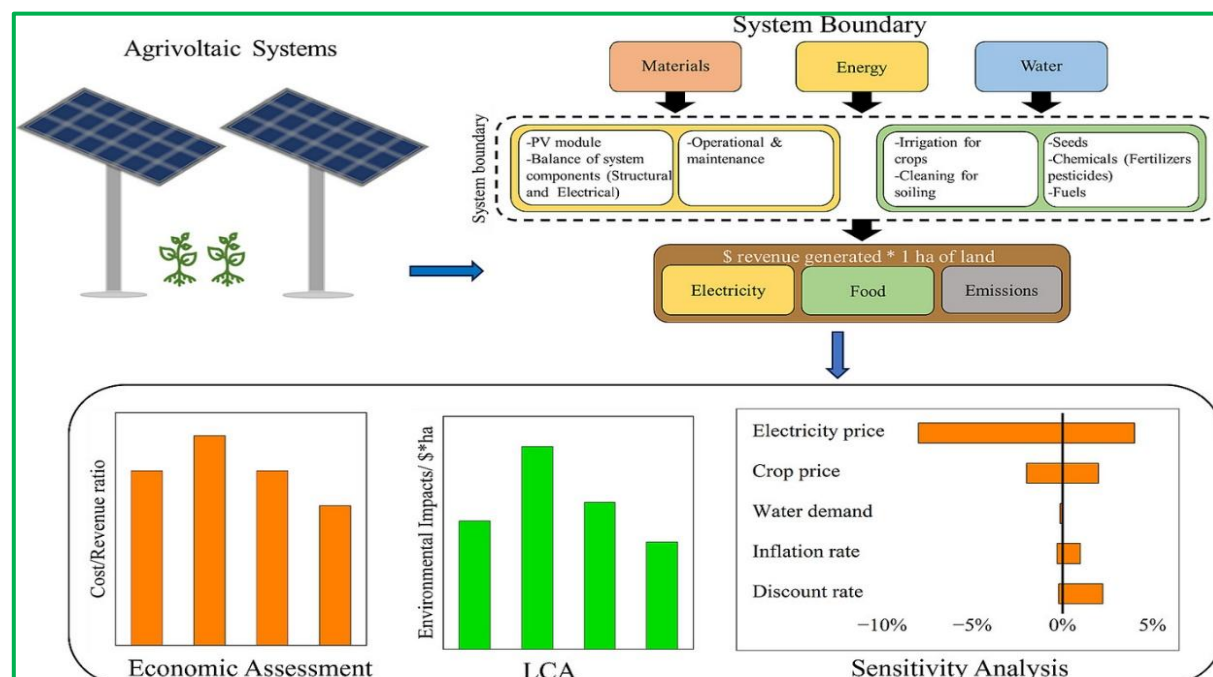 Agrivoltaic Systems
System Boundary
Materials
Energy
Water
System boundary
-PV module
-Balance of system
components (Structural
and Electrical)
-Operational &
maintenance
-Irrigation for
crops
-Cleaning for
soiling
-Seeds
-Chemicals (Fertilizers
pesticides)
-Fuels
$ revenue generated * 1 ha of land
Electricity
Food
Emissions
Cost/Revenue ratio
Economic Assessment
Environmental Impacts/ $*ha
LCA
Electricity price
Crop price
Water demand
Inflation rate
Discount rate
−10%
−5%
0%
5%
Sensitivity Analysis